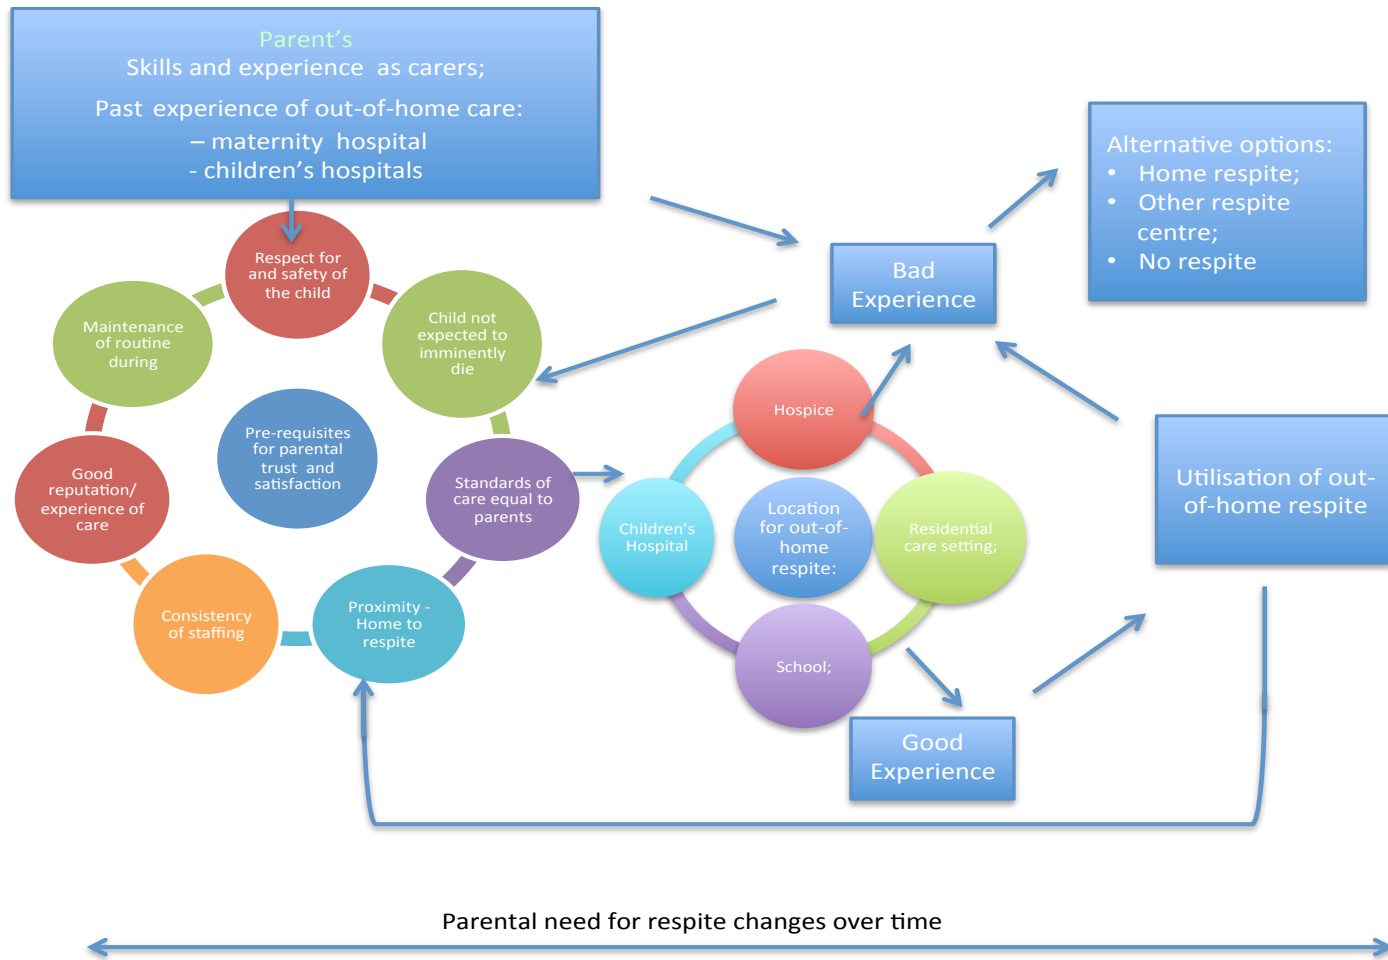 Parent's
Skills and experience as carers;
Past experience of out-of-home care:
– maternity hospital
- children's hospitals
Alternative options:
• Home respite;
• Other respite
centre;
• No respite
Bad
Experience
Respect for
and safety of
the child
Maintenance
of routine
during
Child not
expected to
imminently
die
Pre-requisites
for parental
trust and
satisfaction
Good
reputation/
experience of
care
Standards of
care equal to
parents
Consistency
of staffing
Proximity -
Home to
respite
Hospice
Children's
Hospital
Location
for out-of-
home
respite:
Residential
care setting;
School;
Utilisation of out-
of-home respite
Good
Experience
Parental need for respite changes over time